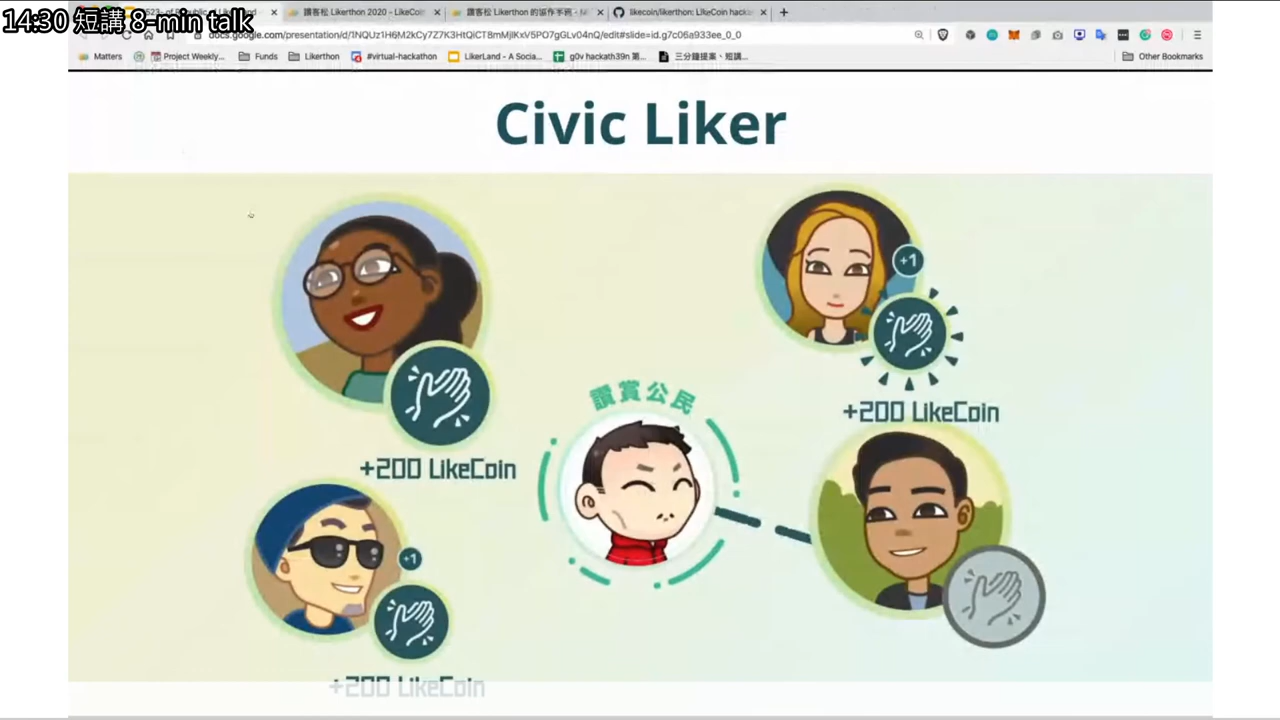 14:30 短講 8-min talk
讚客松 Likerthon 2020 - LikeCoin
讚客松 Likerthon 的協作手冊
likecoin/likerthon: LikeCoin hack
docs.google.com/presentation/d/1NQUz1H6M2kCy7Z7K3HtQiCT8mMjlKxV5PO7gGLv04nQ/edit#slide=id.g7c06a933ee_0_0
Matters
Project Weekly...
Funds
Likerthon
#virtual-hackathon
LikerLand - A Socia...
g0v hackath39n 第...
三分鐘提案、短講...
Other Bookmarks
Civic Liker
+1
+200 LikeCoin
讚賞公民
+200 LikeCoin
+1
+200 LikeCoin